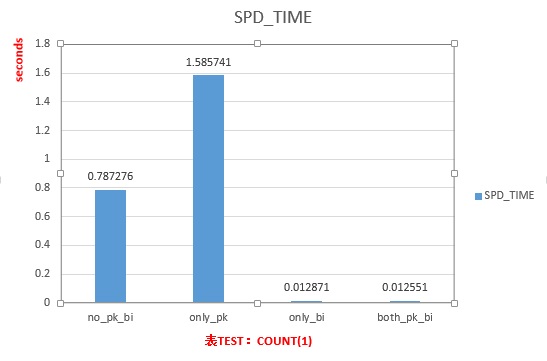 SPD_TIME
seconds
1.8
1.6
1.4
1.2
1
0.8
0.6
0.4
0.2
0
0.787276
1.585741
0.012871
0.012551
no_pk_bi
only_pk
only_bi
both_pk_bi
SPD_TIME
表TEST：COUNT(1)